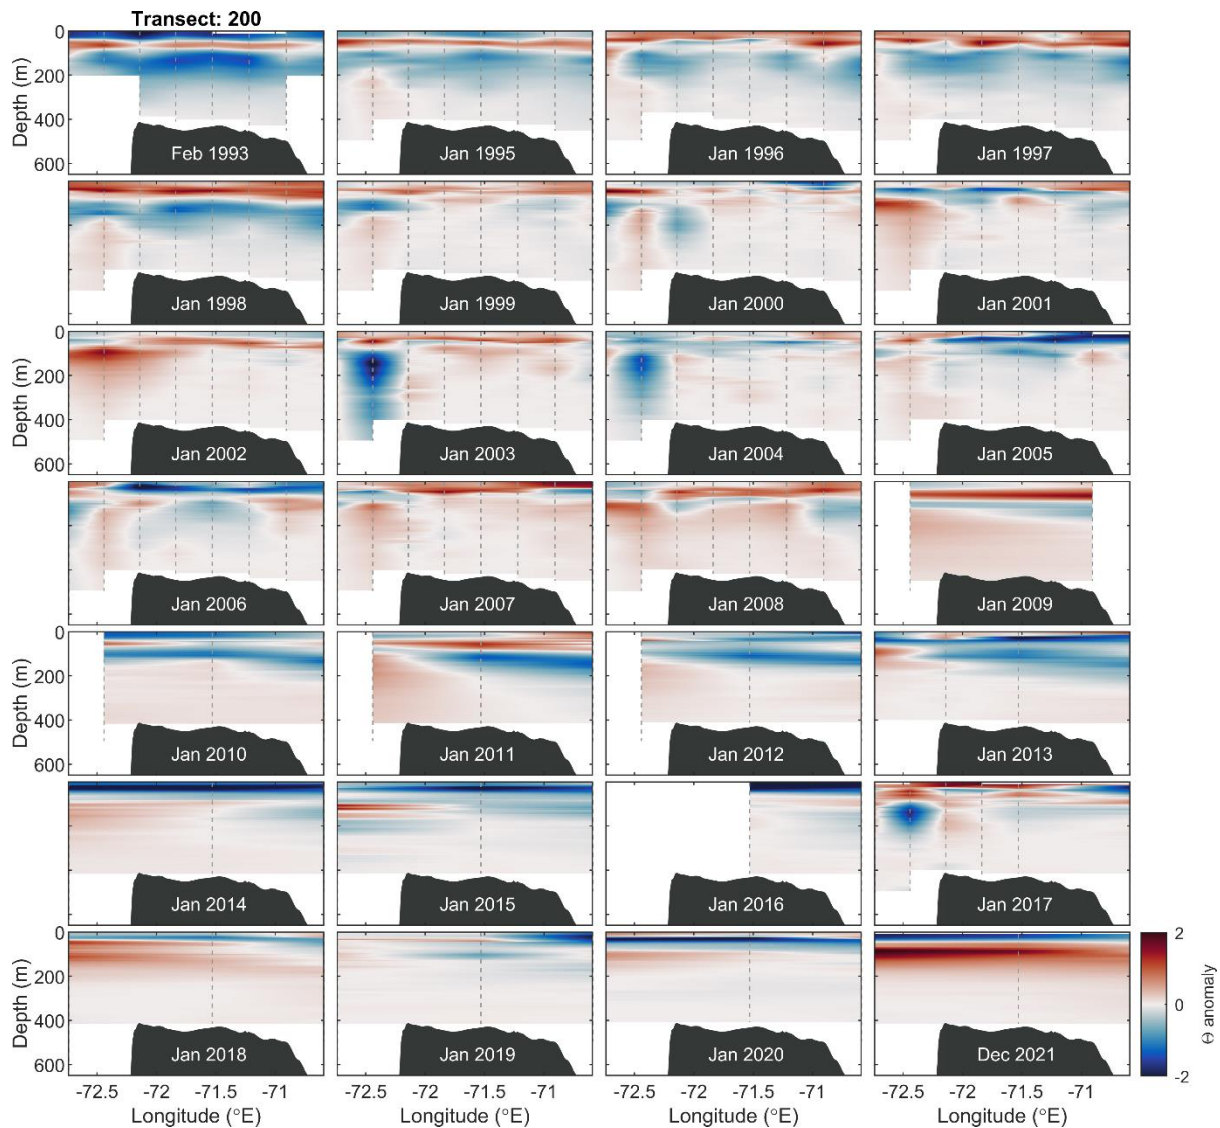 Transect: 200
0
200
400
600
Depth (m)
Feb 1993
Jan 1995
Jan 1996
Jan 1997
Jan 1998
Jan 1999
Jan 2000
Jan 2001
0
200
400
600
Depth (m)
Jan 2002
Jan 2003
Jan 2004
Jan 2005
Jan 2006
Jan 2007
Jan 2008
Jan 2009
0
200
400
600
Depth (m)
Jan 2010
Jan 2011
Jan 2012
Jan 2013
Jan 2014
Jan 2015
Jan 2016
Jan 2017
0
200
400
600
Depth (m)
Jan 2018
Jan 2019
Jan 2020
Dec 2021
2
0
-2
Θ anomaly
-72.5 -72 -71.5 -71
-72.5 -72 -71.5 -71
-72.5 -72 -71.5 -71
-72.5 -72 -71.5 -71
Longitude (°E)
Longitude (°E)
Longitude (°E)
Longitude (°E)